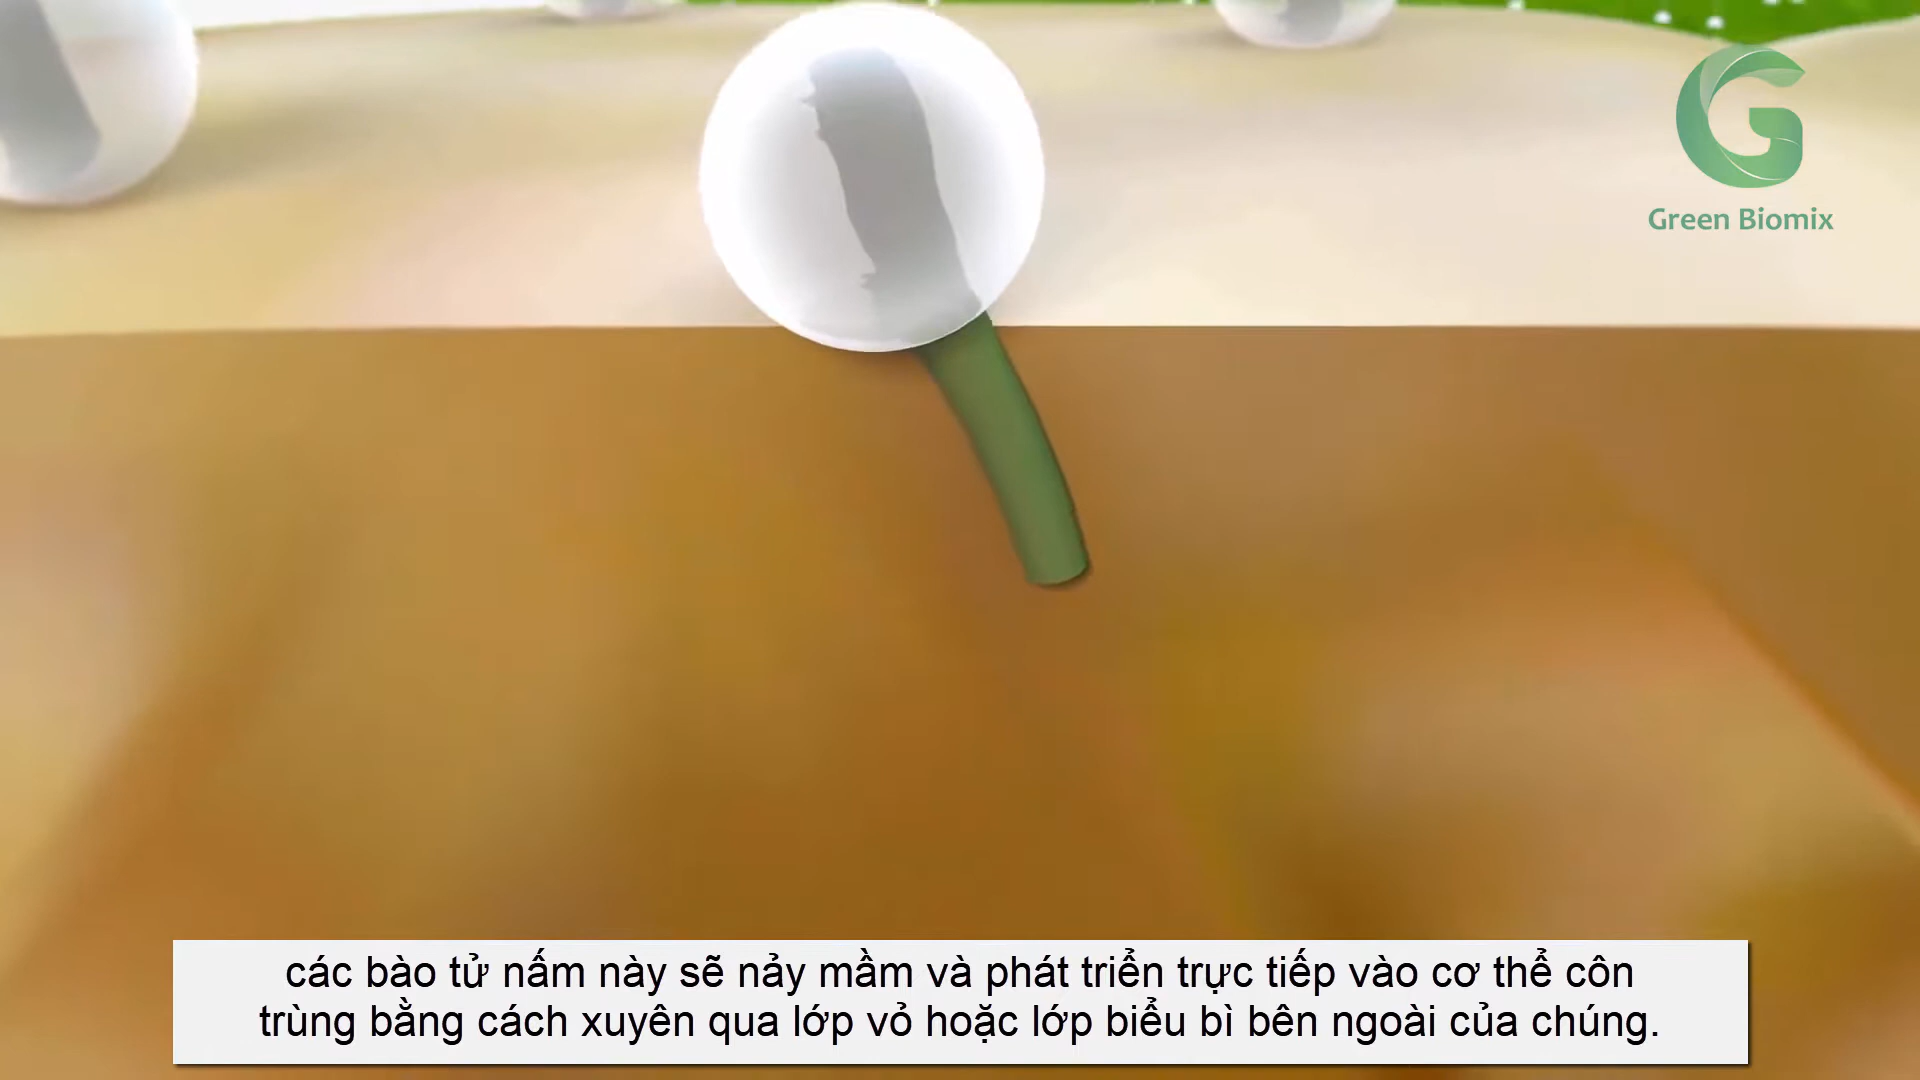 Green Biomix
các bào tử nấm này sẽ nảy mầm và phát triển trực tiếp vào cơ thể côn
trùng bằng cách xuyên qua lớp vỏ hoặc lớp biểu bì bên ngoài của chúng.